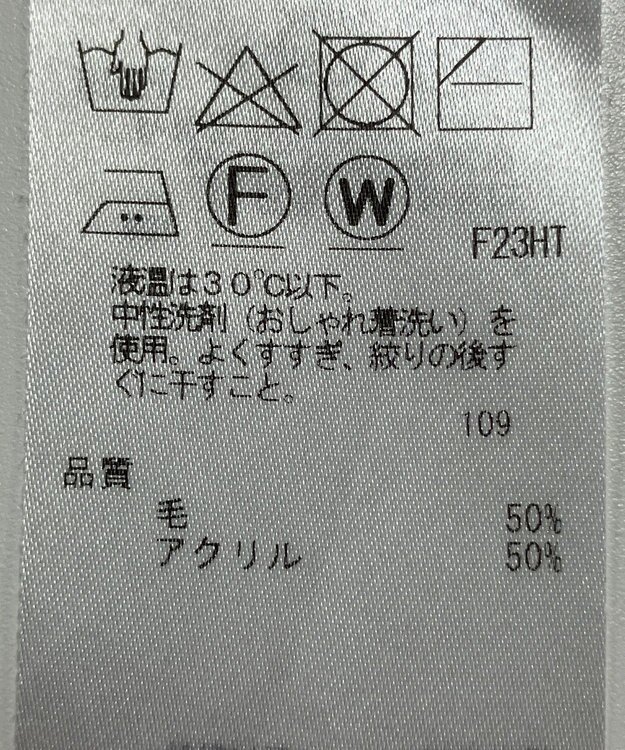 F
W
F23HT
液温は30℃以下。
中性洗剤（おしゃれ着洗い）を
使用。よくすすぎ、絞りの後す
ぐに干すこと。
109
品質
毛 50%
アクリル 50%